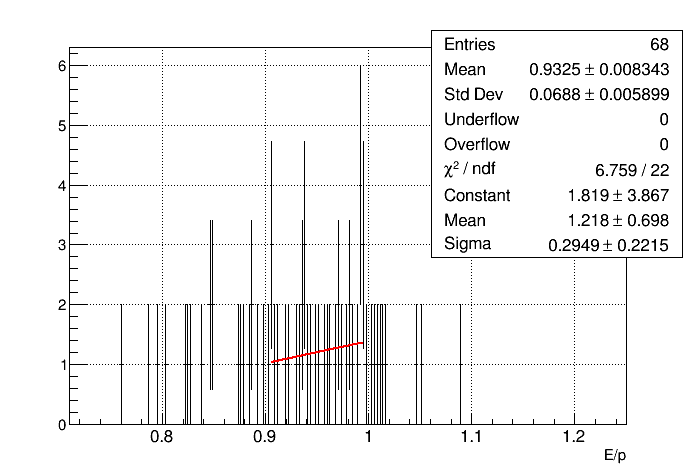 Entries 68
Mean 0.9325 ± 0.008343
Std Dev 0.0688 ± 0.005899
Underflow 0
Overflow 0
χ² / ndf 6.759 / 22
Constant 1.819 ± 3.867
Mean 1.218 ± 0.698
Sigma 0.2949 ± 0.2215
6
5
4
3
2
1
0
0.8 0.9 1 1.1 1.2
E/p